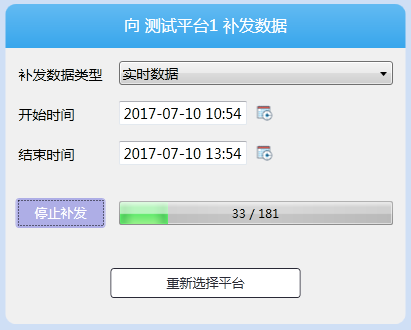 向 测试平台1 补发数据
补发数据类型 实时数据
开始时间 2017-07-10 10:54
结束时间 2017-07-10 13:54
停止补发 33 / 181
重新选择平台